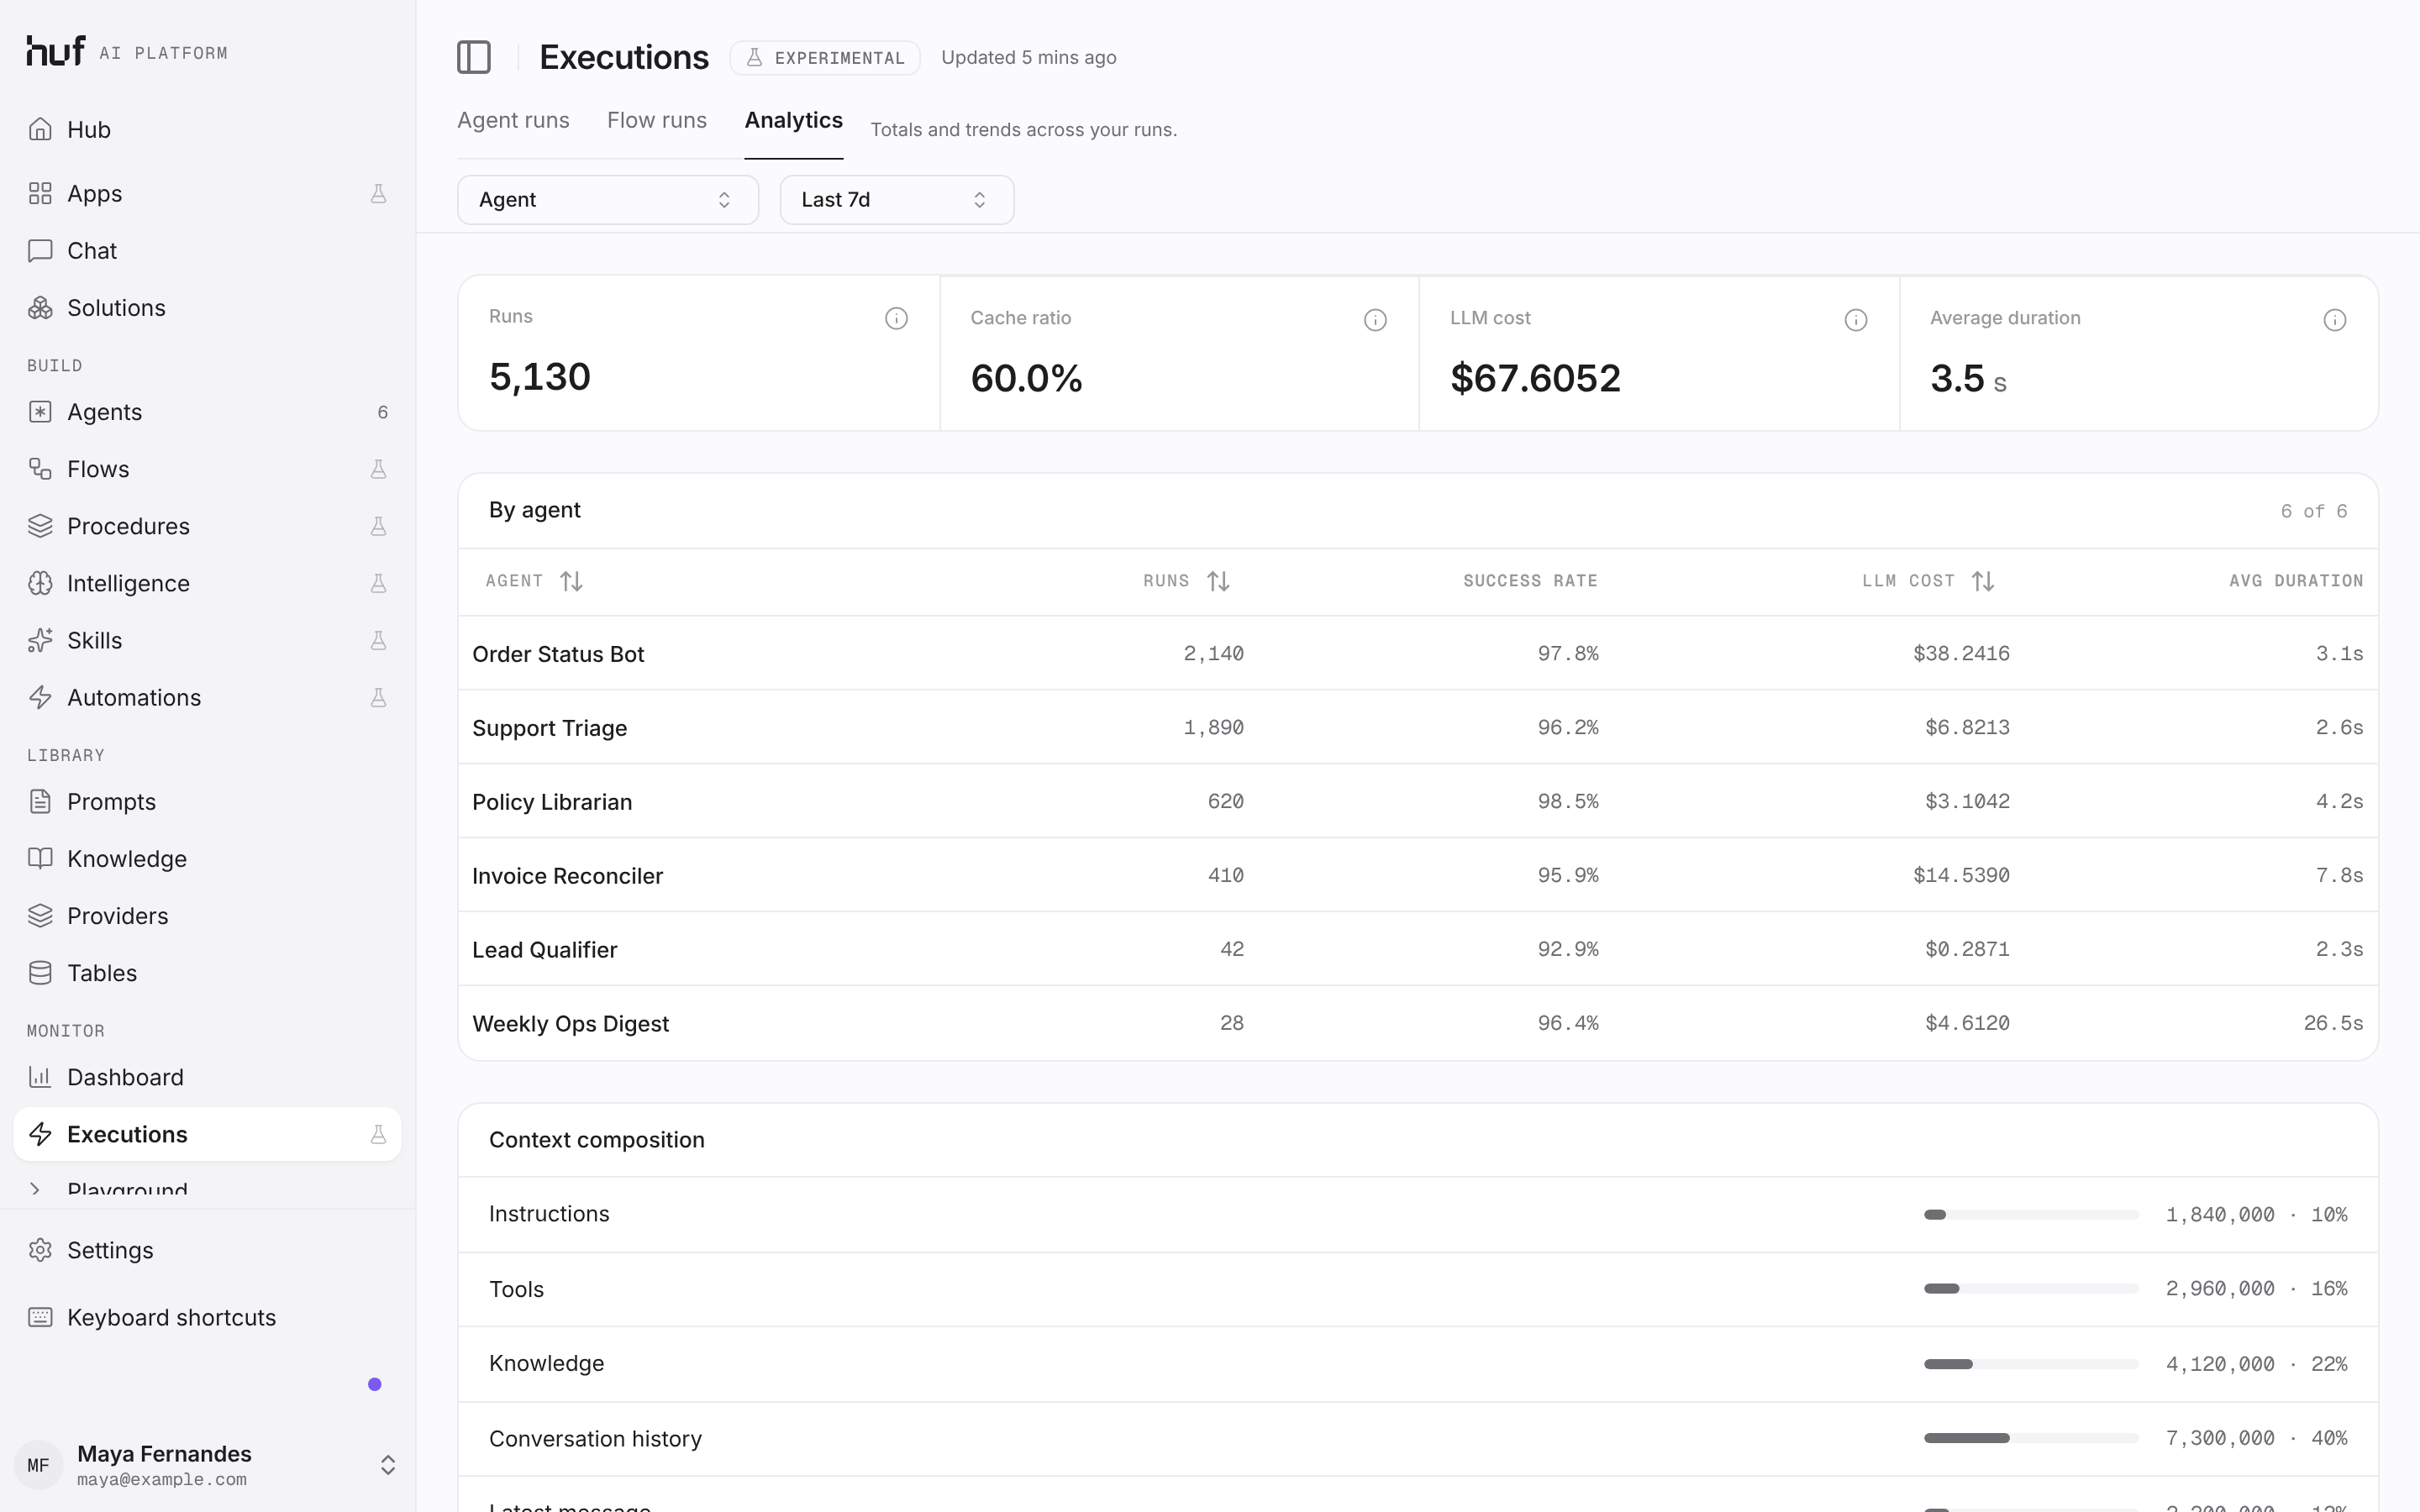 huf AI PLATFORM
Hub
Apps
Chat
Solutions
BUILD
Agents 6
Flows
Procedures
Intelligence
Skills
Automations
LIBRARY
Prompts
Knowledge
Providers
Tables
MONITOR
Dashboard
Executions
Playground
Settings
Keyboard shortcuts
MF
Maya Fernandes
maya@example.com
Executions EXPERIMENTAL Updated 5 mins ago
Agent runs Flow runs Analytics Totals and trends across your runs.
Agent Last 7d
Runs Cache ratio LLM cost Average duration
5,130 60.0% $67.6052 3.5 s
By agent 6 of 6
AGENT RUNS SUCCESS RATE LLM COST AVG DURATION
Order Status Bot 2,140 97.8% $38.2416 3.1s
Support Triage 1,890 96.2% $6.8213 2.6s
Policy Librarian 620 98.5% $3.1042 4.2s
Invoice Reconciler 410 95.9% $14.5390 7.8s
Lead Qualifier 42 92.9% $0.2871 2.3s
Weekly Ops Digest 28 96.4% $4.6120 26.5s
Context composition
Instructions 1,840,000 · 10%
Tools 2,960,000 · 16%
Knowledge 4,120,000 · 22%
Conversation history 7,300,000 · 40%
Latest message